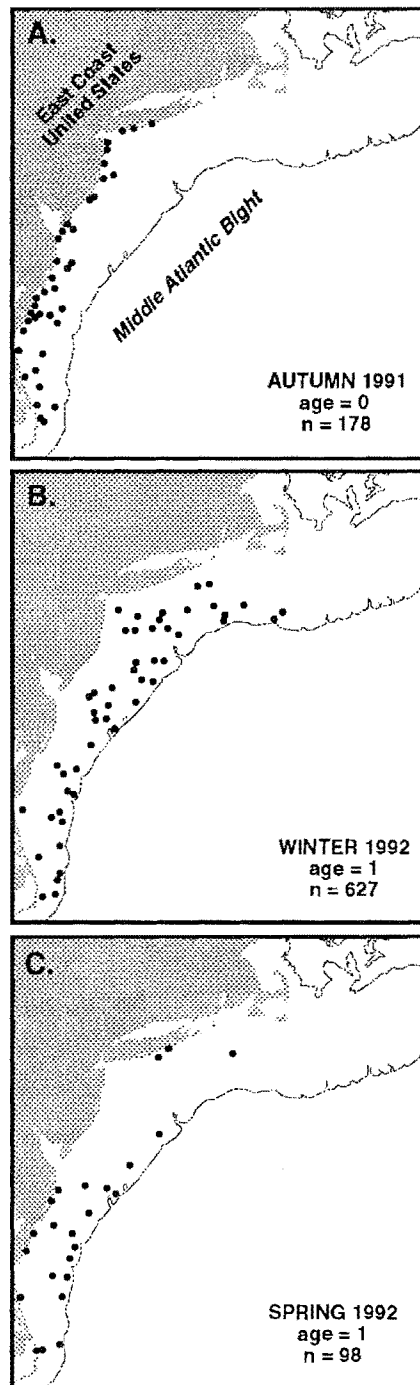 A.
East Coast
United States
Middle Atlantic Bight
AUTUMN 1991
age = 0
n = 178
B.
WINTER 1992
age = 1
n = 627
C.
SPRING 1992
age = 1
n = 98